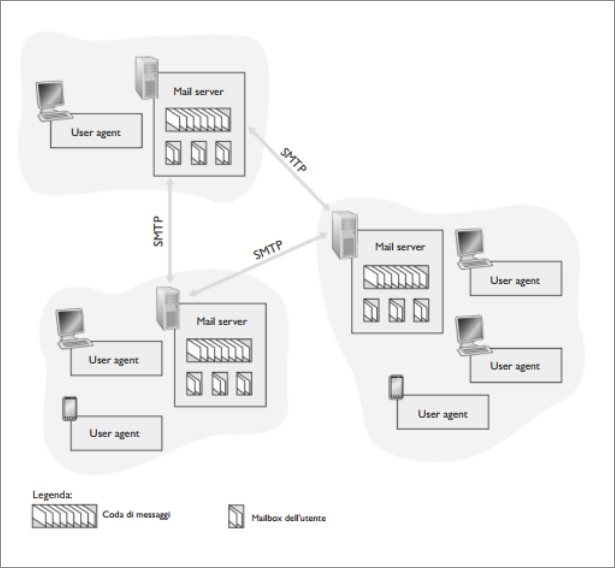 Mail server
User agent
SMTP
SMTP
SMTP
Mail server
User agent
User agent
User agent
Mail server
User agent
User agent
Legenda:
Coda di messaggi
Mailbox dell'utente